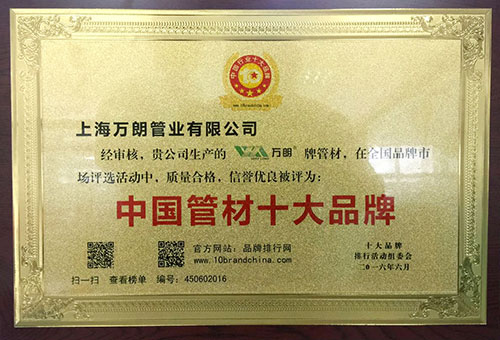 中国行业十大品牌
www.10brandchina.com
上海万朗管业有限公司
经审核，贵公司生产的 万朗 牌管材，在全国品牌市
场评选活动中，质量合格，信誉优良被评为：
中国管材十大品牌
官方网站：品牌排行网
www.10brandchina.com
扫一扫 查看榜单 编号：450602016
十大品牌
排行活动组委会
二〇一六年六月